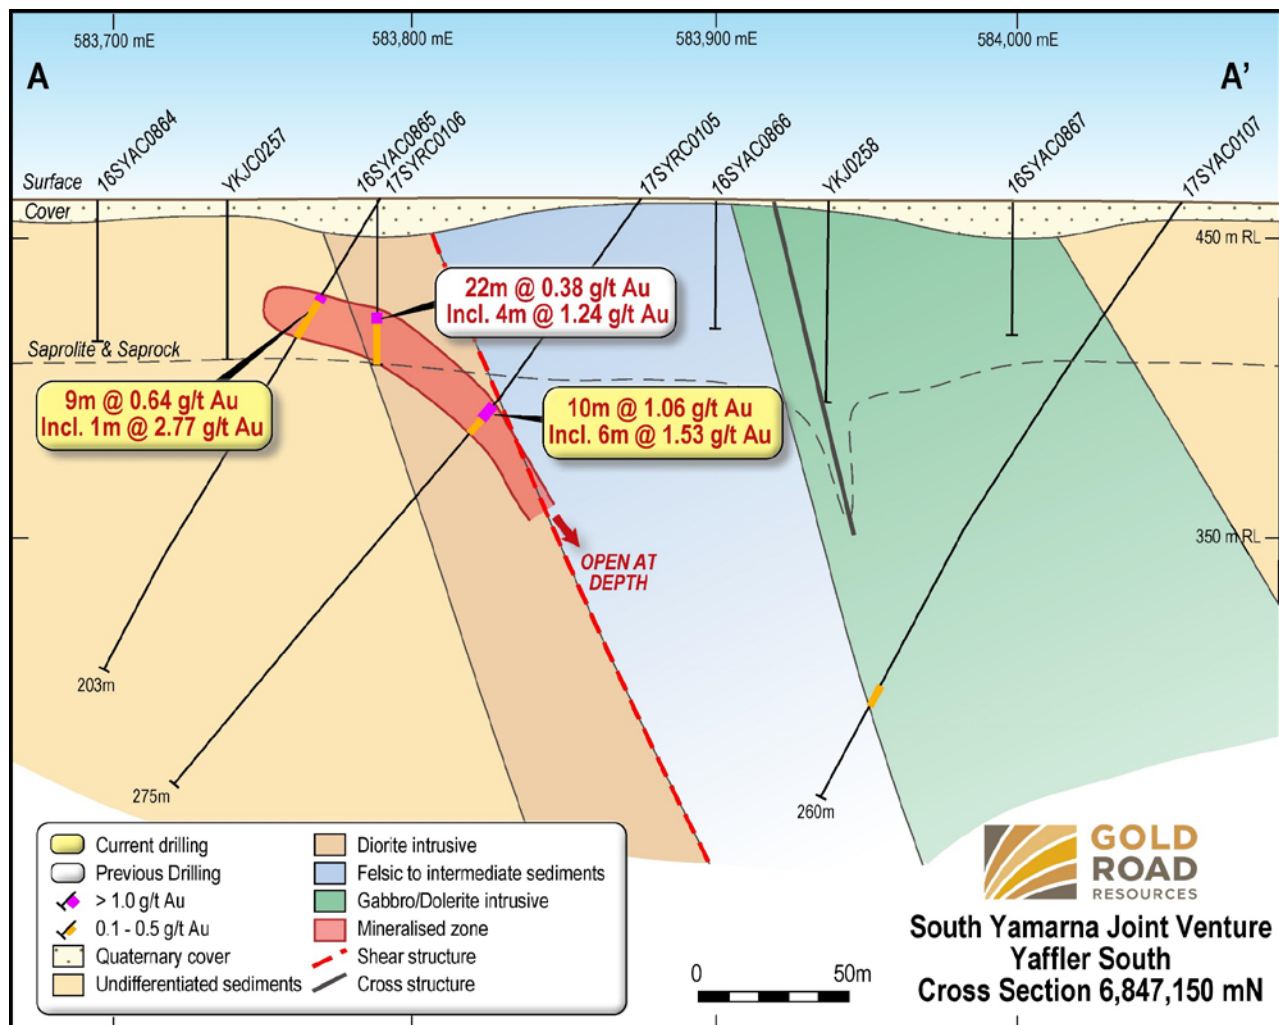 583,700 mE
583,800 mE
583,900 mE
584,000 mE
A
A’
16SYAC0864
YKJC0257
16SYAC0865
17SYRC0106
17SYRC0105
16SYAC0866
YKJ0258
16SYAC0867
17SYAC0107
Surface
Cover
450 m RL
22m @ 0.38 g/t Au
Incl. 4m @ 1.24 g/t Au
Saprolite & Saprock
9m @ 0.64 g/t Au
Incl. 1m @ 2.77 g/t Au
10m @ 1.06 g/t Au
Incl. 6m @ 1.53 g/t Au
350 m RL
OPEN AT
DEPTH
203m
275m
260m
Current drilling
Previous Drilling
> 1.0 g/t Au
0.1 - 0.5 g/t Au
Quaternary cover
Undifferentiated sediments
Diorite intrusive
Felsic to intermediate sediments
Gabbro/Dolerite intrusive
Mineralised zone
Shear structure
Cross structure
0
50m
GOLD
ROAD
RESOURCES
South Yamarna Joint Venture
Yaffler South
Cross Section 6,847,150 mN